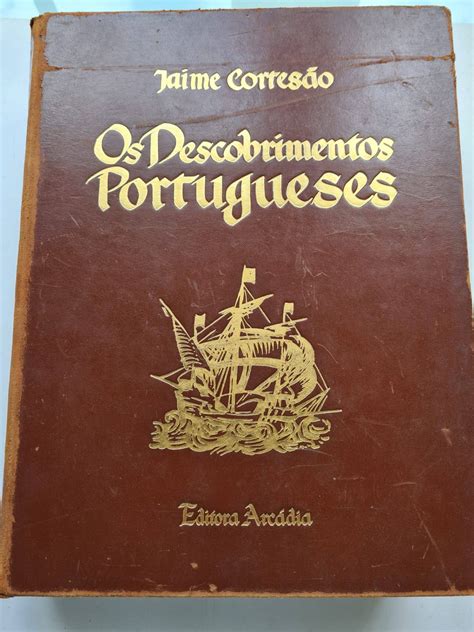 Jaime Cortesão
Os Descobrimentos
Portugueses
Editora Arcádia